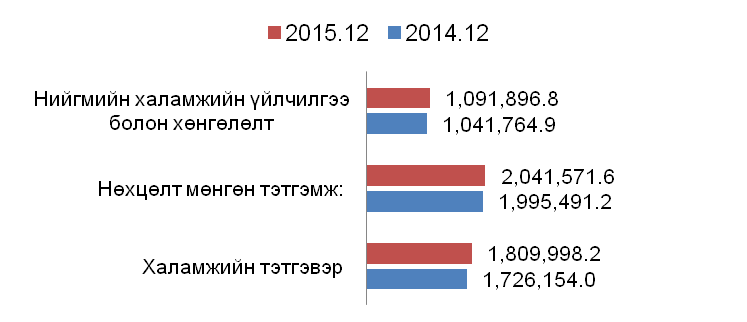 2015.12 2014.12
Нийгмийн халамжийн үйлчилгээ
болон хөнгөлөлт
1,091,896.8
1,041,764.9
Нөхцөлт мөнгөн тэтгэмж:
2,041,571.6
1,995,491.2
Халамжийн тэтгэвэр
1,809,998.2
1,726,154.0